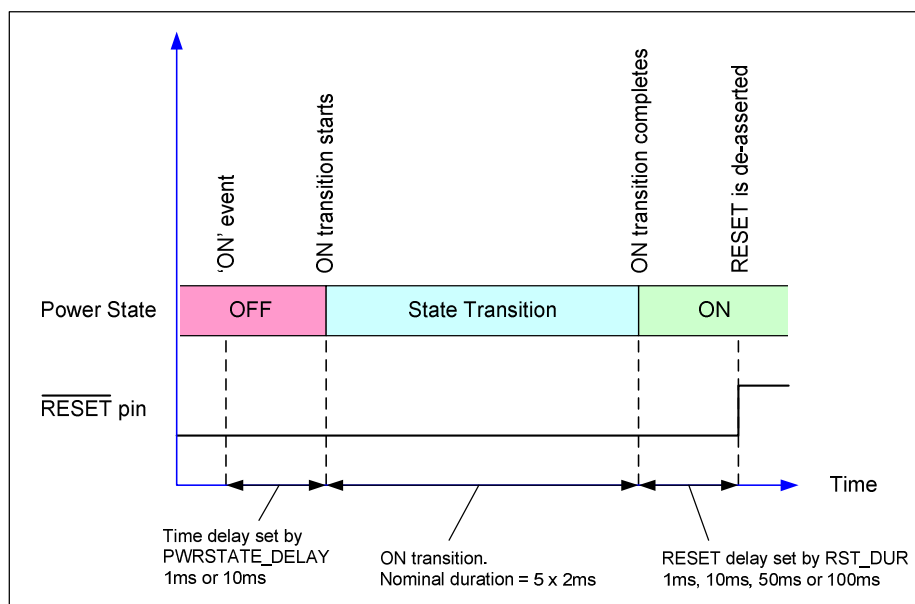 ‘ON’ event
ON transition starts
ON transition completes
RESET is de-asserted
Power State
OFF
State Transition
ON
RESET pin
Time
Time delay set by
PWRSTATE_DELAY
1ms or 10ms
ON transition.
Nominal duration = 5 x 2ms
RESET delay set by RST_DUR
1ms, 10ms, 50ms or 100ms